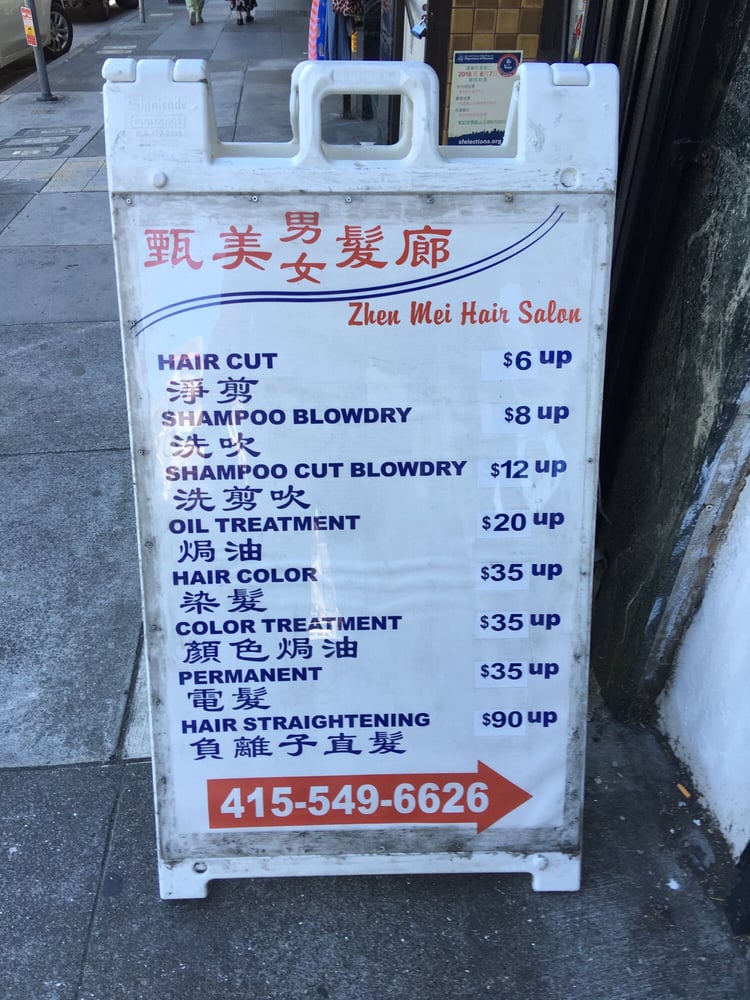 Signicade
甄美男女髮廊
Zhen Mei Hair Salon
HAIR CUT $6 up
淨剪
SHAMPOO BLOWDRY $8 up
洗吹
SHAMPOO CUT BLOWDRY $12 up
洗剪吹
OIL TREATMENT $20 up
焗油
HAIR COLOR $35 up
染髮
COLOR TREATMENT $35 up
顏色焗油
PERMANENT $35 up
電髮
HAIR STRAIGHTENING $90 up
負離子直髮
415-549-6626
sfelections.org